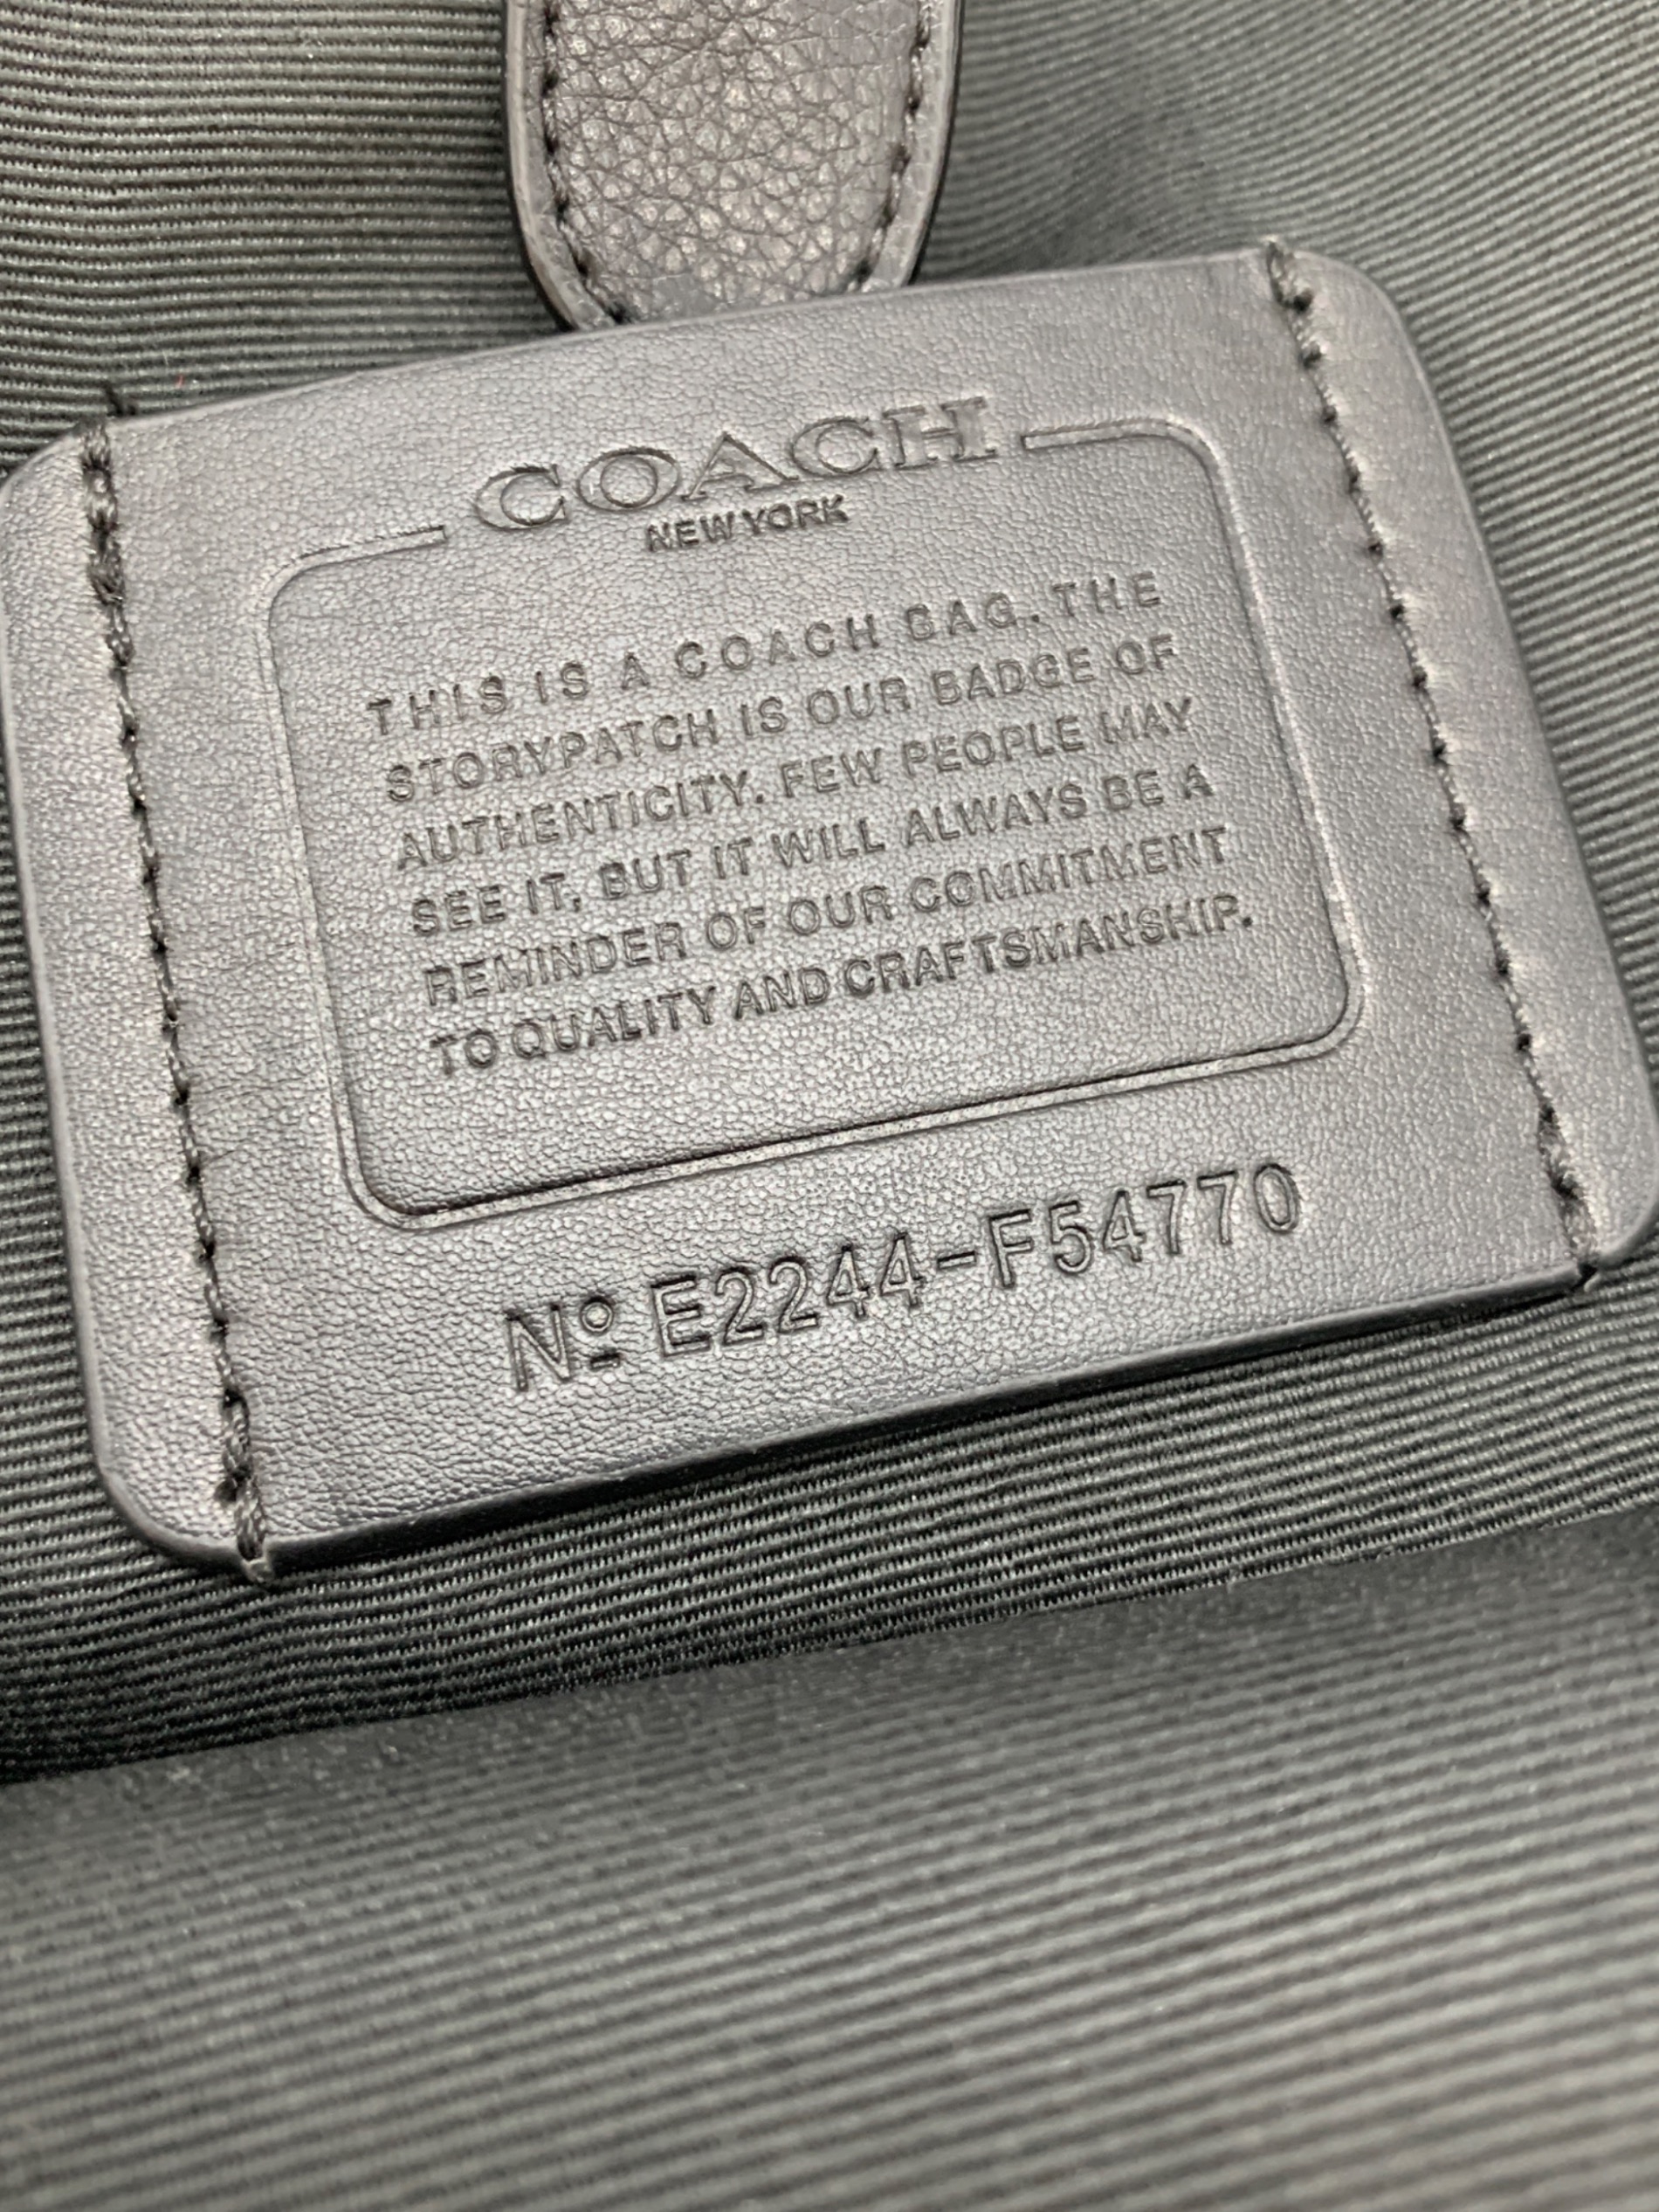 COACH
NEW YORK
THIS IS A COACH BAG. THE
STORYPATCH IS OUR BADGE OF
AUTHENTICITY. FEW PEOPLE MAY
SEE IT, BUT IT WILL ALWAYS BE A
REMINDER OF OUR COMMITMENT
TO QUALITY AND CRAFTSMANSHIP.
Nº E2244-F54770